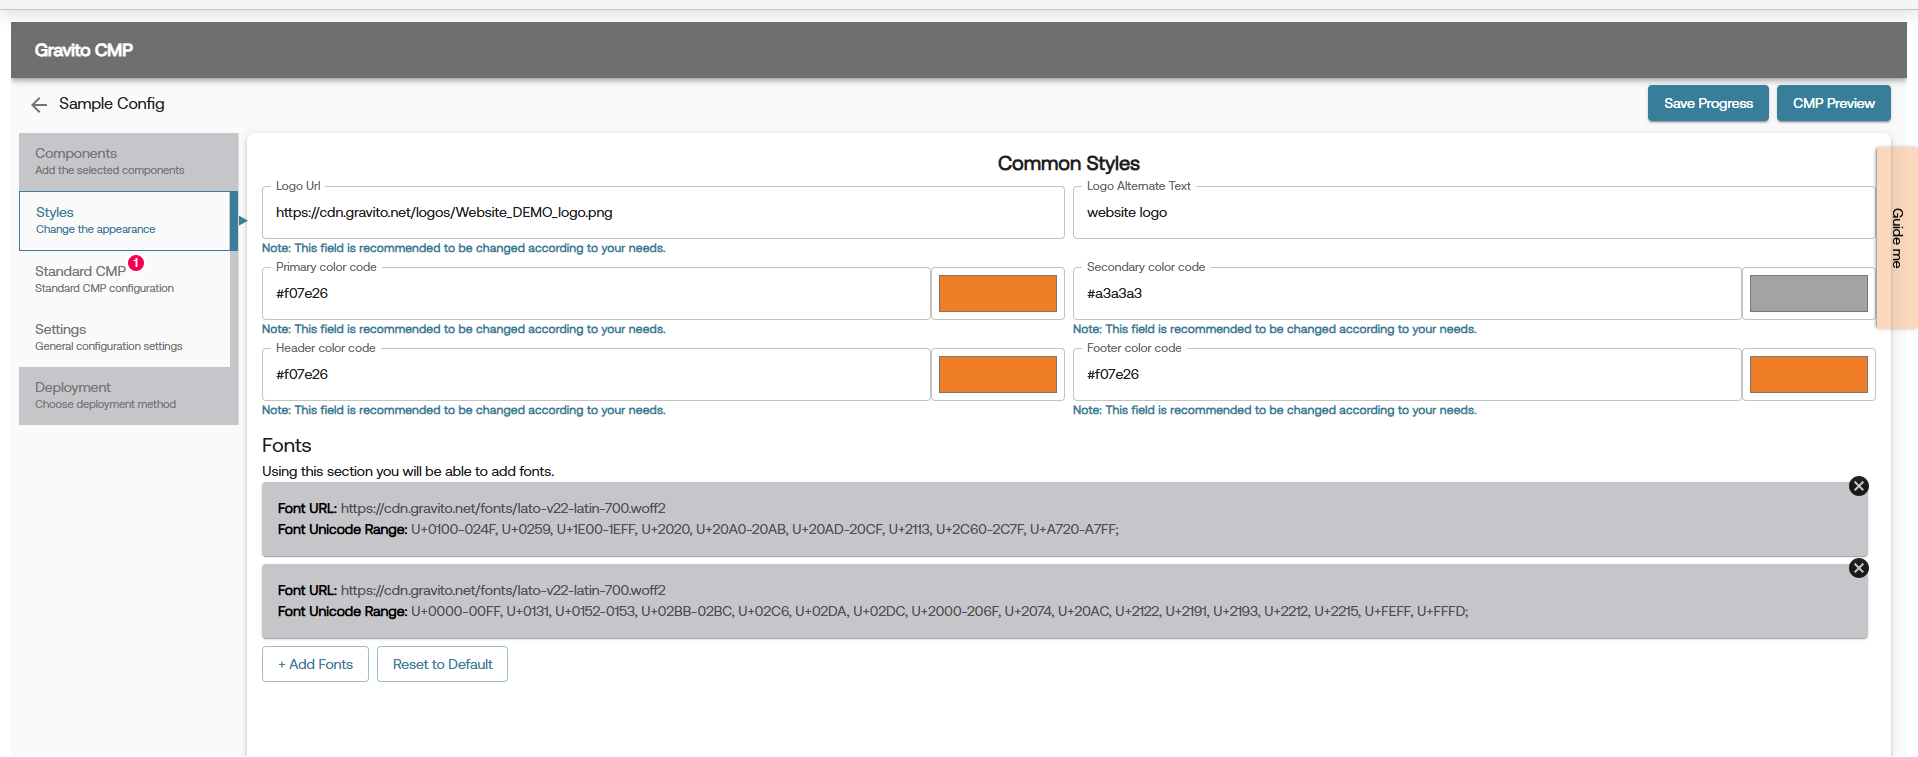 Gravito CMP
Sample Config
Save Progress
CMP Preview
Components
Add the selected components
Styles
Change the appearance
Standard CMP
1
Standard CMP configuration
Settings
General configuration settings
Deployment
Choose deployment method
Common Styles
Logo Url
https://cdn.gravito.net/logos/Website_DEMO_logo.png
Note: This field is recommended to be changed according to your needs.
Logo Alternate Text
website logo
Primary color code
#f07e26
Note: This field is recommended to be changed according to your needs.
Secondary color code
#a3a3a3
Note: This field is recommended to be changed according to your needs.
Header color code
#f07e26
Note: This field is recommended to be changed according to your needs.
Footer color code
#f07e26
Note: This field is recommended to be changed according to your needs.
Fonts
Using this section you will be able to add fonts.
Font URL: https://cdn.gravito.net/fonts/lato-v22-latin-700.woff2
Font Unicode Range: U+0100-024F, U+0259, U+1E00-1EFF, U+2020, U+20A0-20AB, U+20AD-20CF, U+2113, U+2C60-2C7F, U+A720-A7FF;
Font URL: https://cdn.gravito.net/fonts/lato-v22-latin-700.woff2
Font Unicode Range: U+0000-00FF, U+0131, U+0152-0153, U+02BB-02BC, U+02C6, U+02DA, U+02DC, U+2000-206F, U+2074, U+20AC, U+2122, U+2191, U+2193, U+2212, U+2215, U+FEFF, U+FFFD;
+ Add Fonts
Reset to Default
Guide me